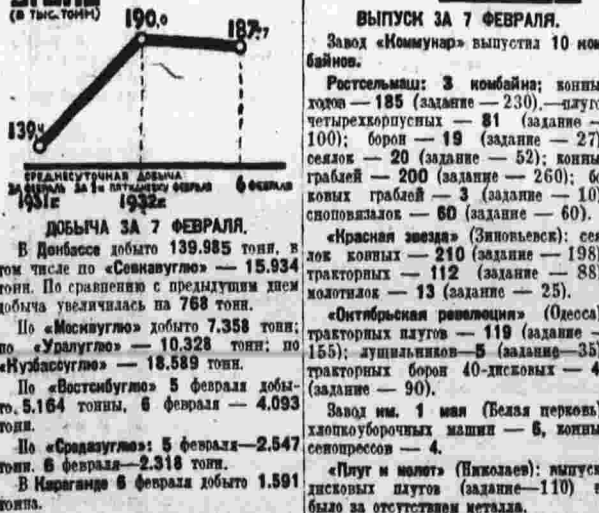 (В ТЫС. ТОНН)
190,0
187,7
139,4
СРЕДНЕСУТОЧНАЯ ДОБЫЧА
ЗА ФЕВРАЛЬ ЗА 1-ю ПЯТИДНЕВКУ ФЕВРАЛЯ 6 ФЕВРАЛЯ
1931г. 1932г.
ДОБЫЧА ЗА 7 ФЕВРАЛЯ.
В Донбассе добыто 139.985 тонн, в
том числе по «Севкавуглю» — 15.934
тонн. По сравнению с предыдущим днем
добыча увеличилась на 768 тонн.
По «Москвуглю» добыто 7.358 тонн;
по «Уралуглю» — 10.328 тонн; по
«Кузбассуглю» — 18.589 тонн.
По «Востсибуглю» 5 февраля добы-
то 5.164 тонны, 6 февраля — 4.093
тонн.
По «Средазуглю»: 5 февраля—2.547
тонн. 6 февраля—2.318 тонн.
В Караганде 6 февраля добыто 1.591
тонна.
ВЫПУСК ЗА 7 ФЕВРАЛЯ.
Завод «Коммунар» выпустил 10 ком
байнов.
Ростсельмаш: 3 комбайна; конны
ходов — 185 (задание — 230),—плуго
четырехкорпусных — 81 (задание —
100); борон — 19 (задание — 27)
сеялок — 20 (задание — 52); конны
граблей — 200 (задание — 260); бо
ковых граблей — 3 (задание — 10)
сноповязалок — 60 (задание — 60).
«Красная звезда» (Зиновьевск): сея
лок конных — 210 (задание — 198)
тракторных — 112 (задание — 88)
молотилок — 13 (задание — 25).
«Октябрьская революция» (Одесса)
тракторных плугов — 119 (задание —
155); лущильников—5 (задание—35)
тракторных борон 40-дисковых — 4
(задание — 90).
Завод им. 1 мая (Белая церковь)
хлопкоуборочных машин — 6, конны
сенопрессов — 4.
«Плуг и молот» (Николаев): выпуск
дисковых плугов (задание—110) н
было за отсутствием металла.